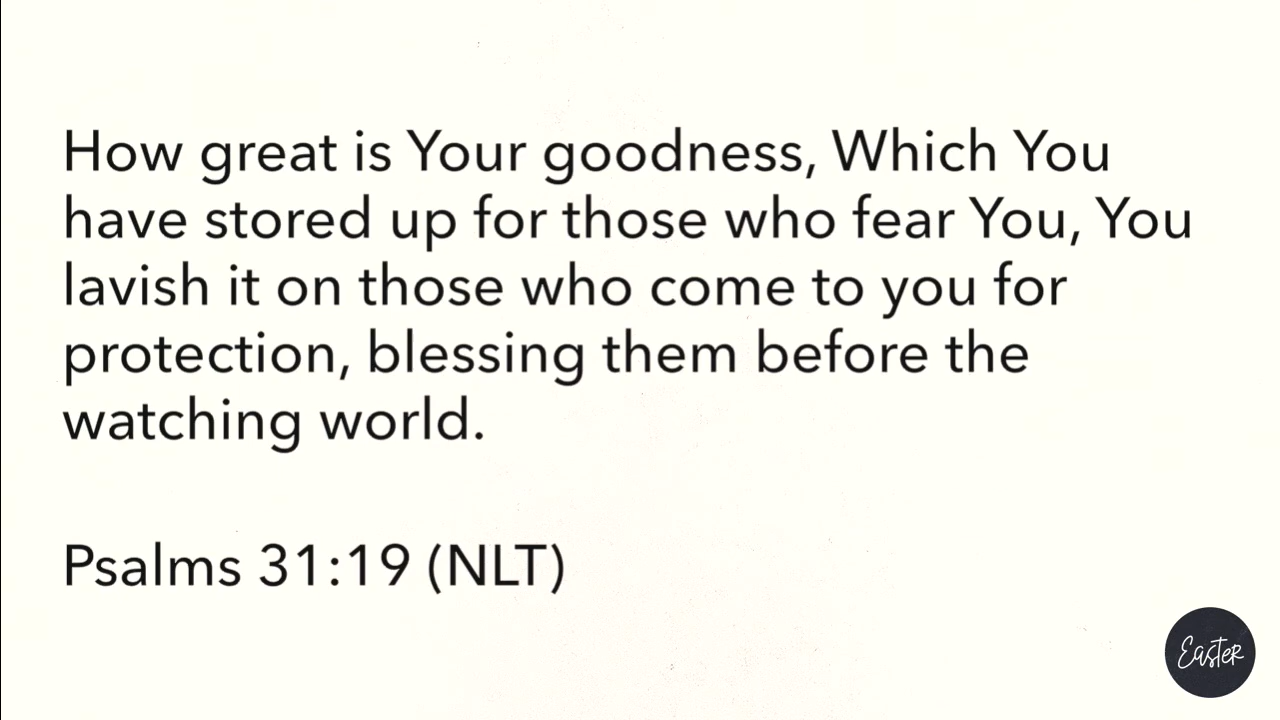 How great is Your goodness, Which You
have stored up for those who fear You, You
lavish it on those who come to you for
protection, blessing them before the
watching world.
Psalms 31:19 (NLT)
Easter